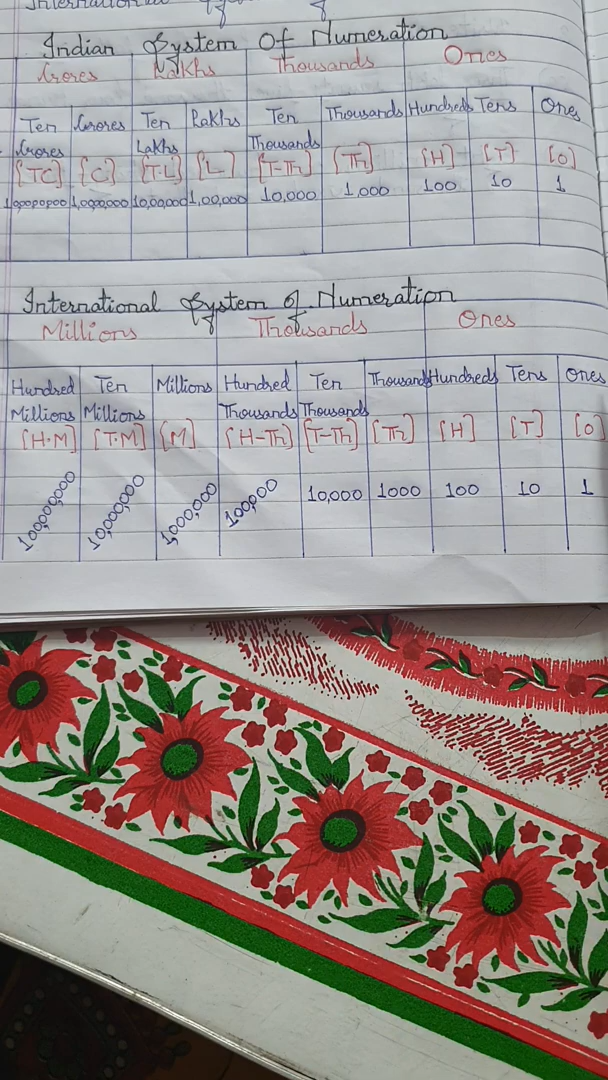 International
Indian System Of Numeration
Crores Lakhs Thousands Ones
Ten Crores Ten Lakhs Ten Thousands Hundreds Tens Ones
Crores Lakhs Thousands
[TC] [C] [T-L] [L] [T-Th] [Th] [H] [T] [O]
10,00,00,000 1,00,00,000 10,00,000 1,00,000 10,000 1,000 100 10 1
International System of Numeration
Millions Thousands Ones
Hundred Ten Millions Hundred Ten Thousand Hundreds Tens Ones
Millions Millions Thousands Thousands
[H.M] [T.M] [M] [H-Th] [T-Th] [Th] [H] [T] [O]
100,000,000 10,000,000 1,000,000 100,000 10,000 1000 100 10 1